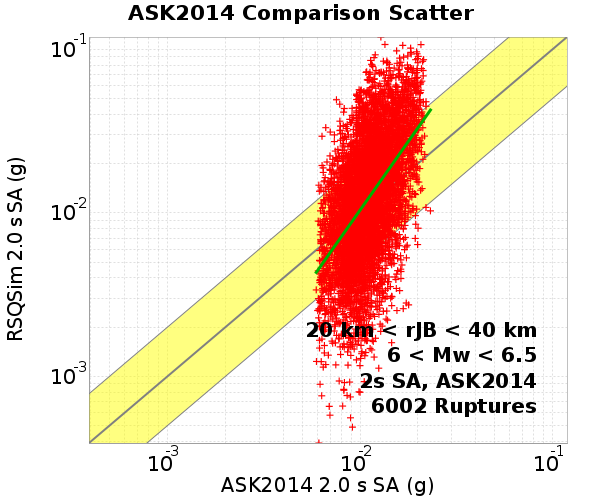 ASK2014 Comparison Scatter
RSQSim 2.0 s SA (g)
10-1
10-2
10-3
20 km < rJB < 40 km
6 < Mw < 6.5
2s SA, ASK2014
6002 Ruptures
10-3 10-2 10-1
ASK2014 2.0 s SA (g)